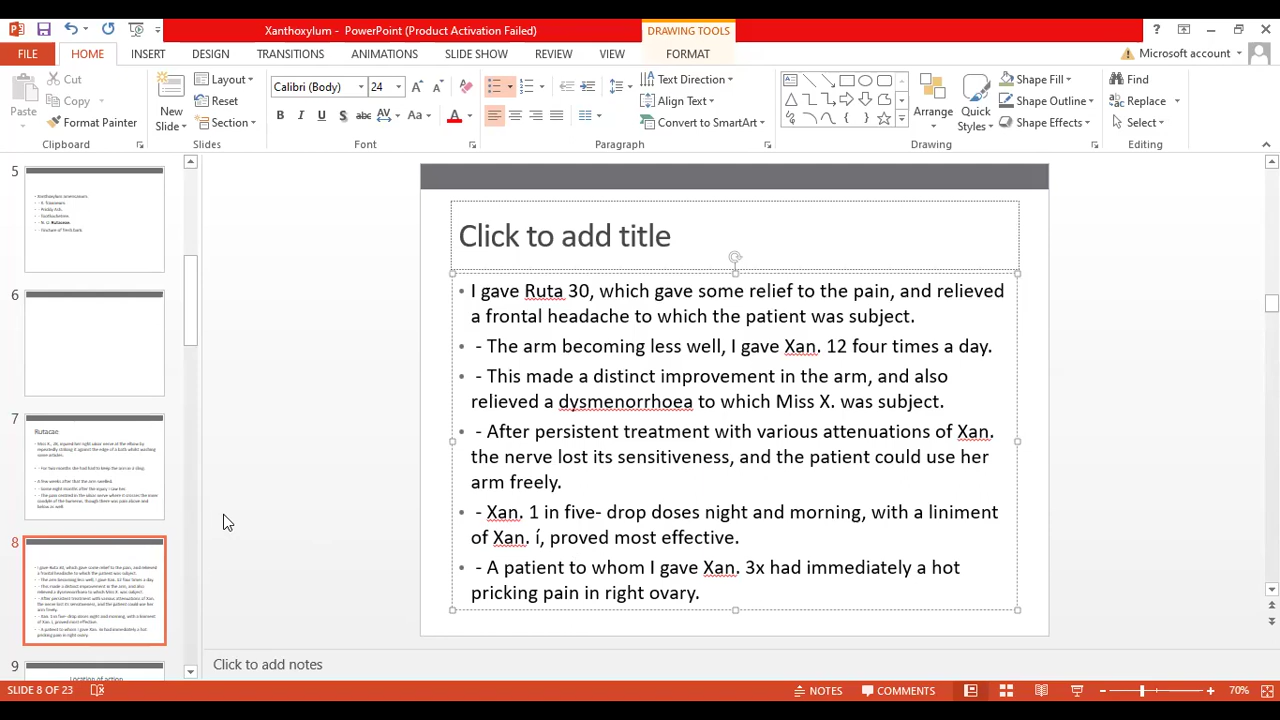 Xanthoxylum - PowerPoint (Product Activation Failed)
DRAWING TOOLS
FILE HOME INSERT DESIGN TRANSITIONS ANIMATIONS SLIDE SHOW REVIEW VIEW FORMAT Microsoft account
Paste
Cut
Copy
Format Painter
Clipboard
New Slide
Layout
Reset
Section
Slides
Calibri (Body) 24
Font
Text Direction
Align Text
Convert to SmartArt
Paragraph
Arrange
Quick Styles
Shape Fill
Shape Outline
Shape Effects
Drawing
Find
Replace
Select
Editing
5
6
7
Rutacae
8
9
Location of action
Click to add title
• I gave Ruta 30, which gave some relief to the pain, and relieved
a frontal headache to which the patient was subject.
• - The arm becoming less well, I gave Xan. 12 four times a day.
• - This made a distinct improvement in the arm, and also
relieved a dysmenorrhoea to which Miss X. was subject.
• - After persistent treatment with various attenuations of Xan.
the nerve lost its sensitiveness, and the patient could use her
arm freely.
• - Xan. 1 in five- drop doses night and morning, with a liniment
of Xan. í, proved most effective.
• - A patient to whom I gave Xan. 3x had immediately a hot
pricking pain in right ovary.
Click to add notes
SLIDE 8 OF 23 NOTES COMMENTS 70%